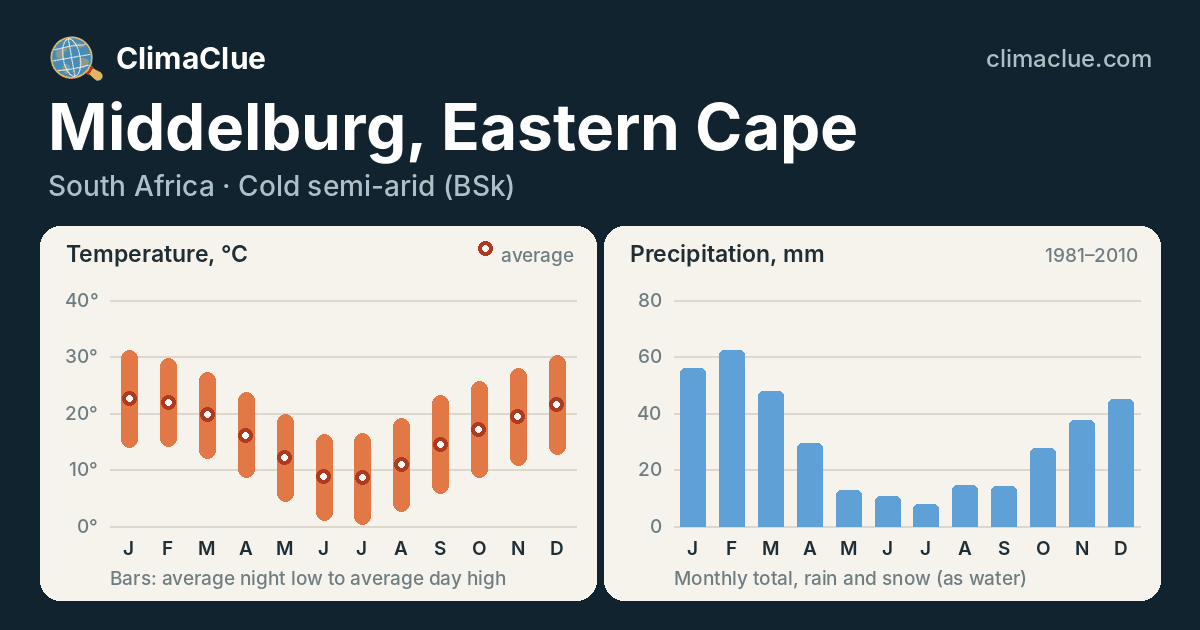 ClimaClue
climaclue.com
Middelburg, Eastern Cape
South Africa · Cold semi-arid (BSk)
Temperature, °C
average
40°
30°
20°
10°
0°
J F M A M J J A S O N D
Bars: average night low to average day high
Precipitation, mm
1981–2010
80
60
40
20
0
J F M A M J J A S O N D
Monthly total, rain and snow (as water)